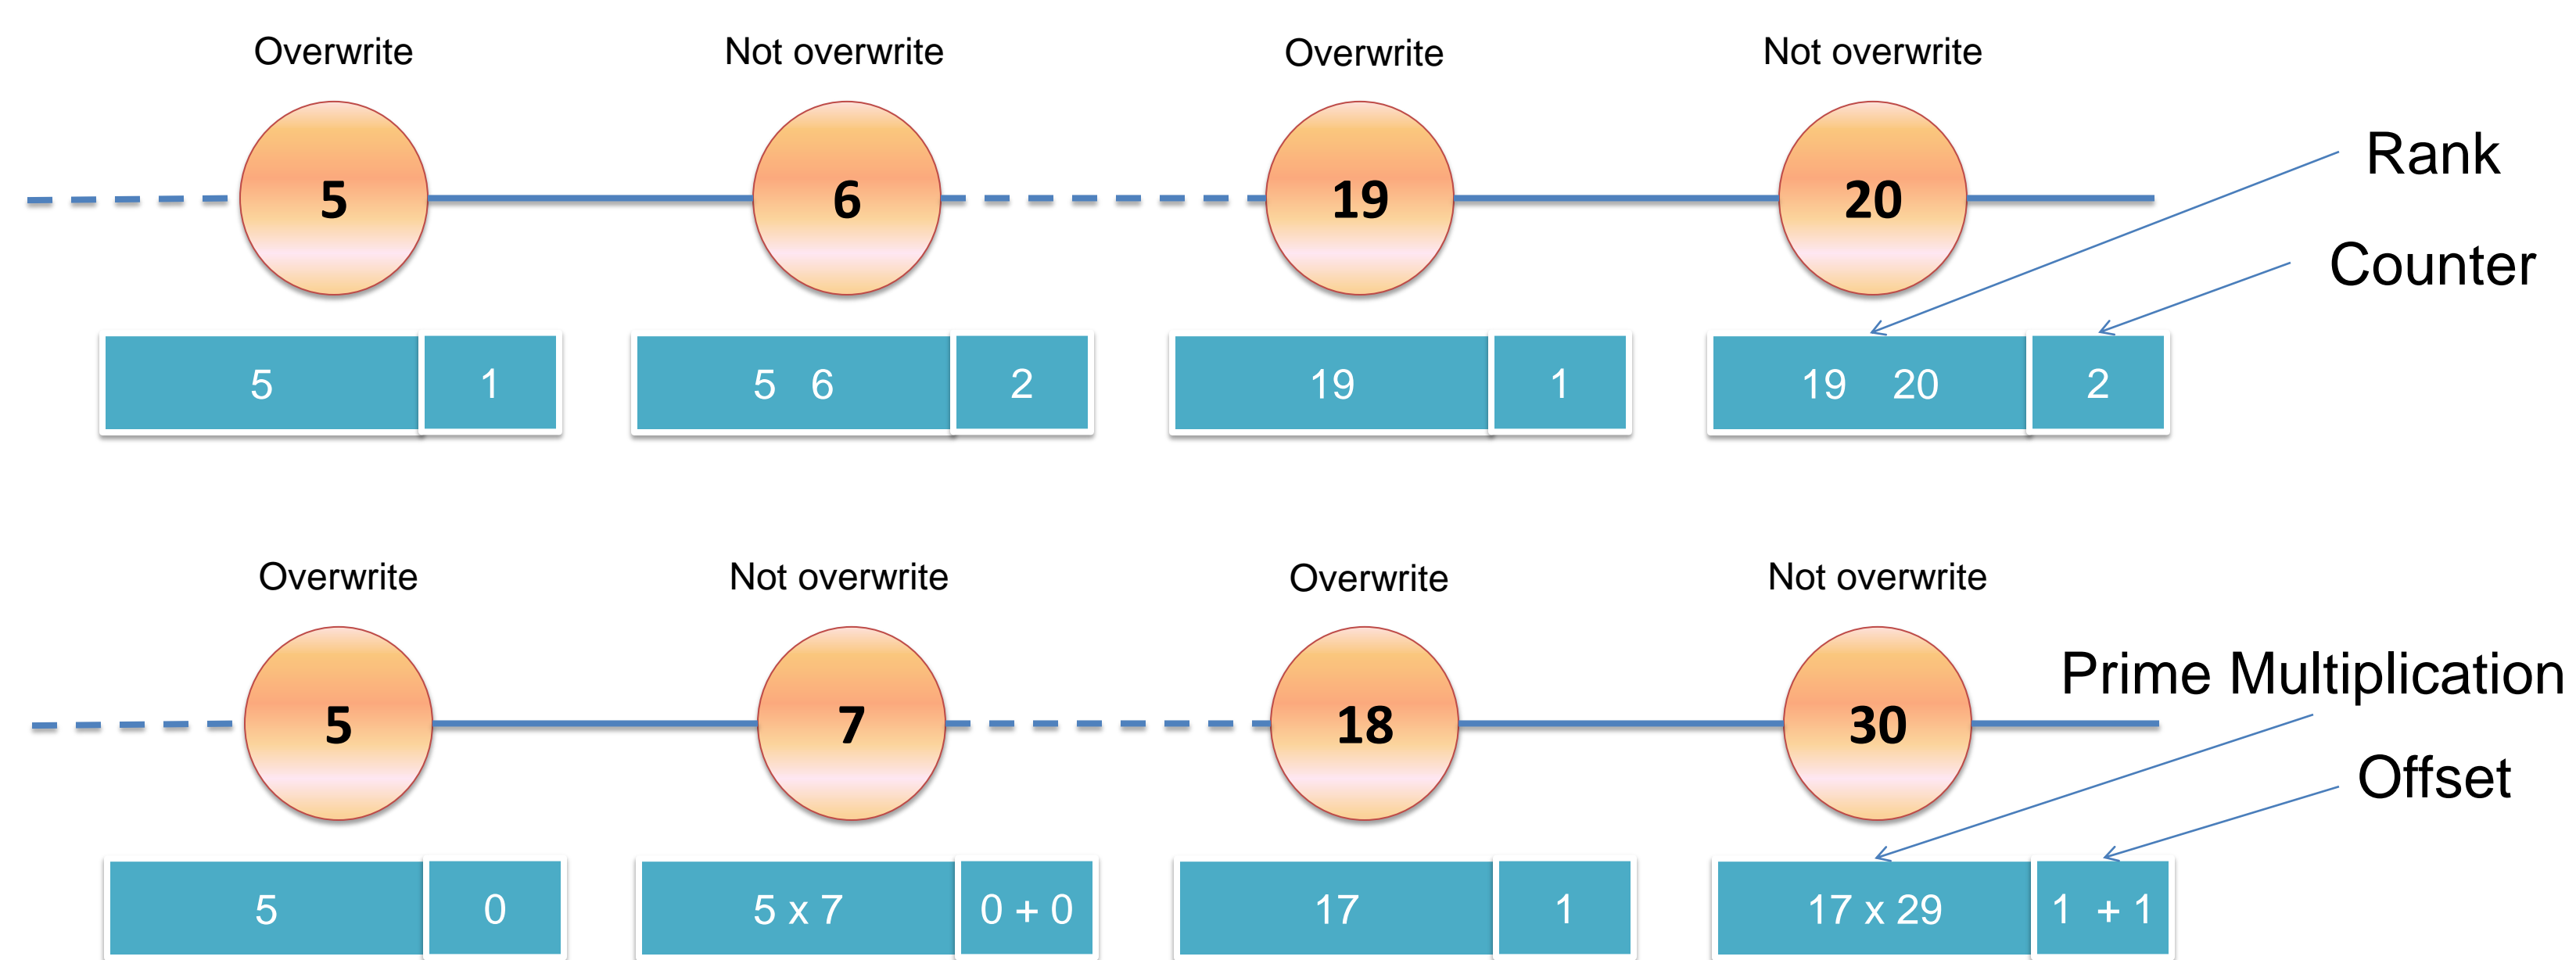 Overwrite Not overwrite Overwrite Not overwrite
5 6 19 20
Rank
Counter
5 1 5 6 2 19 1 19 20 2
Overwrite Not overwrite Overwrite Not overwrite
5 7 18 30
Prime Multiplication
Offset
5 0 5 x 7 0 + 0 17 1 17 x 29 1 + 1